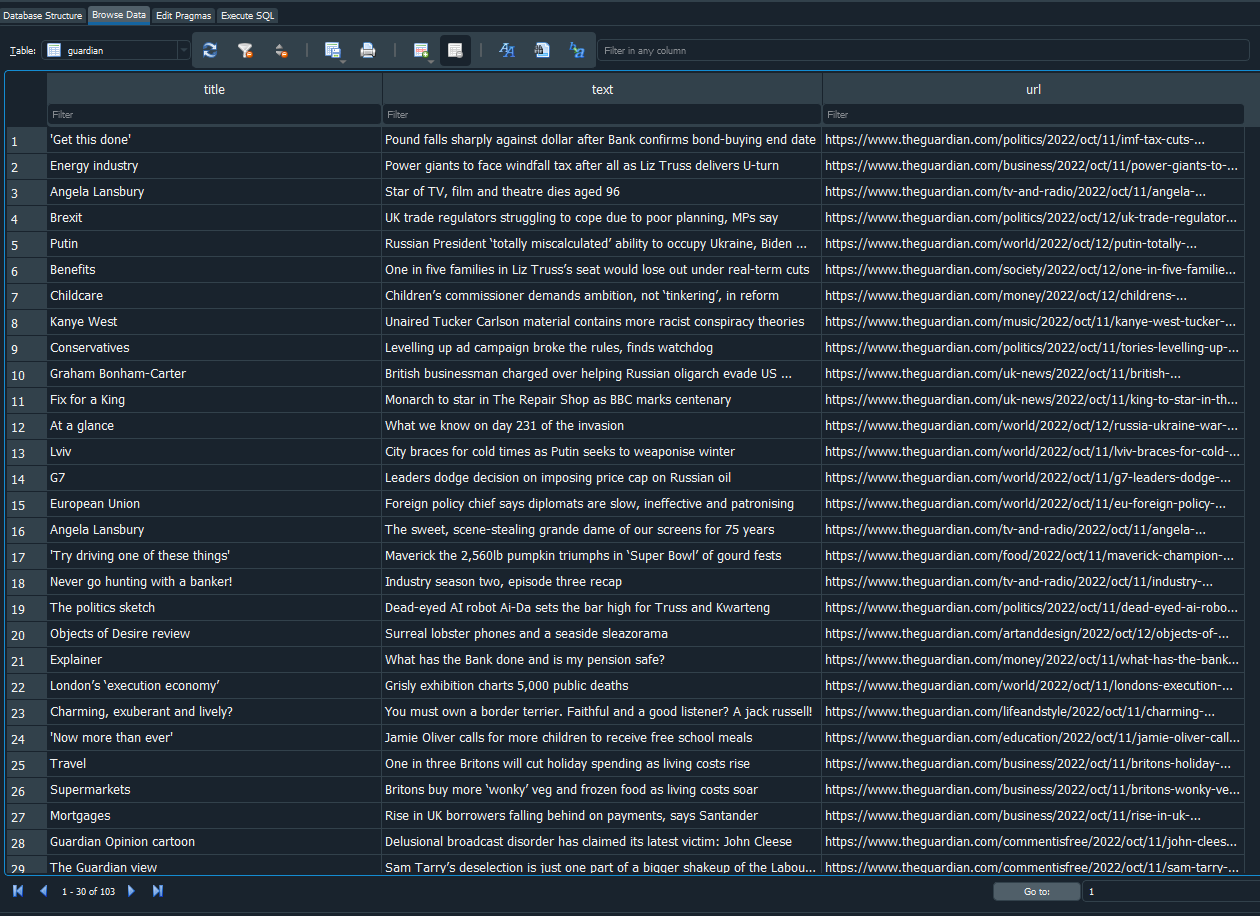 Database Structure Browse Data Edit Pragmas Execute SQL
Table: guardian Filter in any column
title text url
Filter Filter Filter
1 'Get this done' Pound falls sharply against dollar after Bank confirms bond-buying end date https://www.theguardian.com/politics/2022/oct/11/imf-tax-cuts-...
2 Energy industry Power giants to face windfall tax after all as Liz Truss delivers U-turn https://www.theguardian.com/business/2022/oct/11/power-giants-to-...
3 Angela Lansbury Star of TV, film and theatre dies aged 96 https://www.theguardian.com/tv-and-radio/2022/oct/11/angela-...
4 Brexit UK trade regulators struggling to cope due to poor planning, MPs say https://www.theguardian.com/politics/2022/oct/12/uk-trade-regulator...
5 Putin Russian President ‘totally miscalculated’ ability to occupy Ukraine, Biden ... https://www.theguardian.com/world/2022/oct/12/putin-totally-...
6 Benefits One in five families in Liz Truss’s seat would lose out under real-term cuts https://www.theguardian.com/society/2022/oct/12/one-in-five-familie...
7 Childcare Children’s commissioner demands ambition, not ‘tinkering’, in reform https://www.theguardian.com/money/2022/oct/12/childrens-...
8 Kanye West Unaired Tucker Carlson material contains more racist conspiracy theories https://www.theguardian.com/music/2022/oct/11/kanye-west-tucker-...
9 Conservatives Levelling up ad campaign broke the rules, finds watchdog https://www.theguardian.com/politics/2022/oct/11/tories-levelling-up-...
10 Graham Bonham-Carter British businessman charged over helping Russian oligarch evade US ... https://www.theguardian.com/uk-news/2022/oct/11/british-...
11 Fix for a King Monarch to star in The Repair Shop as BBC marks centenary https://www.theguardian.com/uk-news/2022/oct/11/king-to-star-in-th...
12 At a glance What we know on day 231 of the invasion https://www.theguardian.com/world/2022/oct/12/russia-ukraine-war-...
13 Lviv City braces for cold times as Putin seeks to weaponise winter https://www.theguardian.com/world/2022/oct/11/lviv-braces-for-cold-...
14 G7 Leaders dodge decision on imposing price cap on Russian oil https://www.theguardian.com/world/2022/oct/11/g7-leaders-dodge-...
15 European Union Foreign policy chief says diplomats are slow, ineffective and patronising https://www.theguardian.com/world/2022/oct/11/eu-foreign-policy-...
16 Angela Lansbury The sweet, scene-stealing grande dame of our screens for 75 years https://www.theguardian.com/tv-and-radio/2022/oct/11/angela-...
17 'Try driving one of these things' Maverick the 2,560lb pumpkin triumphs in ‘Super Bowl’ of gourd fests https://www.theguardian.com/food/2022/oct/11/maverick-champion-...
18 Never go hunting with a banker! Industry season two, episode three recap https://www.theguardian.com/tv-and-radio/2022/oct/11/industry-...
19 The politics sketch Dead-eyed AI robot Ai-Da sets the bar high for Truss and Kwarteng https://www.theguardian.com/politics/2022/oct/11/dead-eyed-ai-robo...
20 Objects of Desire review Surreal lobster phones and a seaside sleazorama https://www.theguardian.com/artanddesign/2022/oct/12/objects-of-...
21 Explainer What has the Bank done and is my pension safe? https://www.theguardian.com/money/2022/oct/11/what-has-the-bank...
22 London’s ‘execution economy’ Grisly exhibition charts 5,000 public deaths https://www.theguardian.com/world/2022/oct/11/londons-execution-...
23 Charming, exuberant and lively? You must own a border terrier. Faithful and a good listener? A jack russell! https://www.theguardian.com/lifeandstyle/2022/oct/11/charming-...
24 'Now more than ever' Jamie Oliver calls for more children to receive free school meals https://www.theguardian.com/education/2022/oct/11/jamie-oliver-call...
25 Travel One in three Britons will cut holiday spending as living costs rise https://www.theguardian.com/business/2022/oct/11/britons-holiday-...
26 Supermarkets Britons buy more ‘wonky’ veg and frozen food as living costs soar https://www.theguardian.com/business/2022/oct/11/britons-wonky-ve...
27 Mortgages Rise in UK borrowers falling behind on payments, says Santander https://www.theguardian.com/business/2022/oct/11/rise-in-uk-...
28 Guardian Opinion cartoon Delusional broadcast disorder has claimed its latest victim: John Cleese https://www.theguardian.com/commentisfree/2022/oct/11/john-clees...
29 The Guardian view Sam Tarry’s deselection is just one part of a bigger shakeup of the Labou... https://www.theguardian.com/commentisfree/2022/oct/11/sam-tarry-...
1 - 30 of 103 Go to: 1